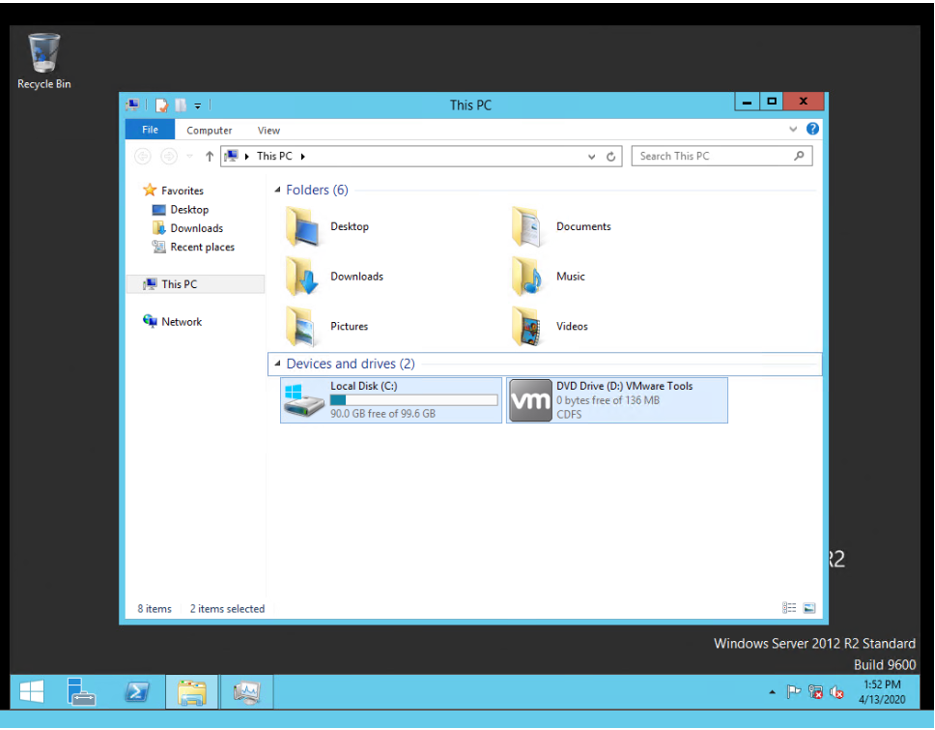 Recycle Bin
This PC
File Computer View
This PC
Search This PC
Favorites
Desktop
Downloads
Recent places
This PC
Network
Folders (6)
Desktop
Documents
Downloads
Music
Pictures
Videos
Devices and drives (2)
Local Disk (C:)
90.0 GB free of 99.6 GB
vm
DVD Drive (D:) VMware Tools
0 bytes free of 136 MB
CDFS
8 items 2 items selected
R2
Windows Server 2012 R2 Standard
Build 9600
1:52 PM
4/13/2020